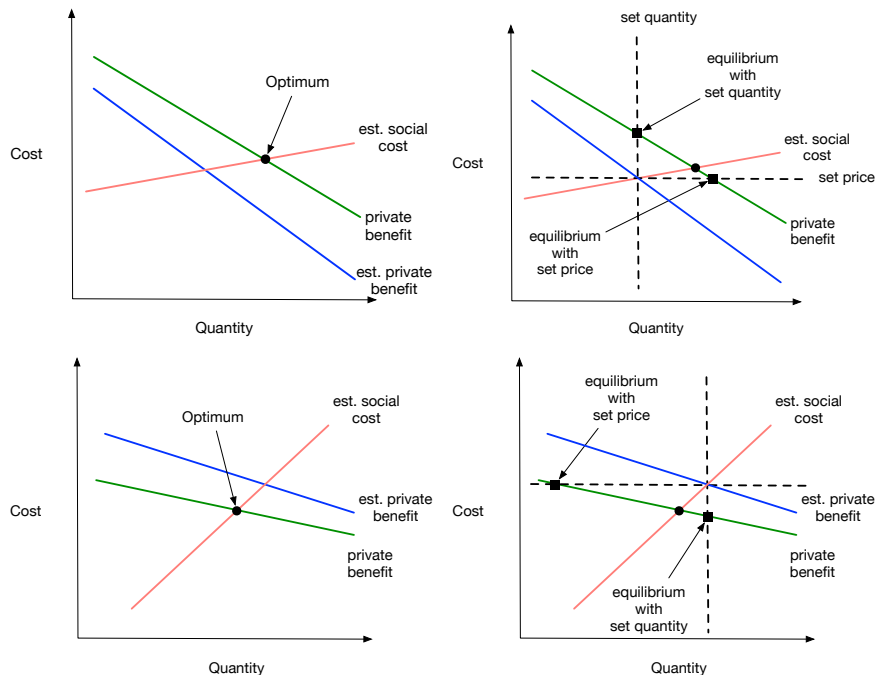 Optimum
est. social
cost
Cost
private
benefit
est. private
benefit
Quantity
set quantity
equilibrium
with
set quantity
est. social
cost
Cost
set price
private
benefit
equilibrium
with
set price
Quantity
est. social
cost
Optimum
Cost
est. private
benefit
private
benefit
Quantity
equilibrium
with
set price
est. social
cost
est. private
benefit
Cost
private
benefit
equilibrium
with
set quantity
Quantity